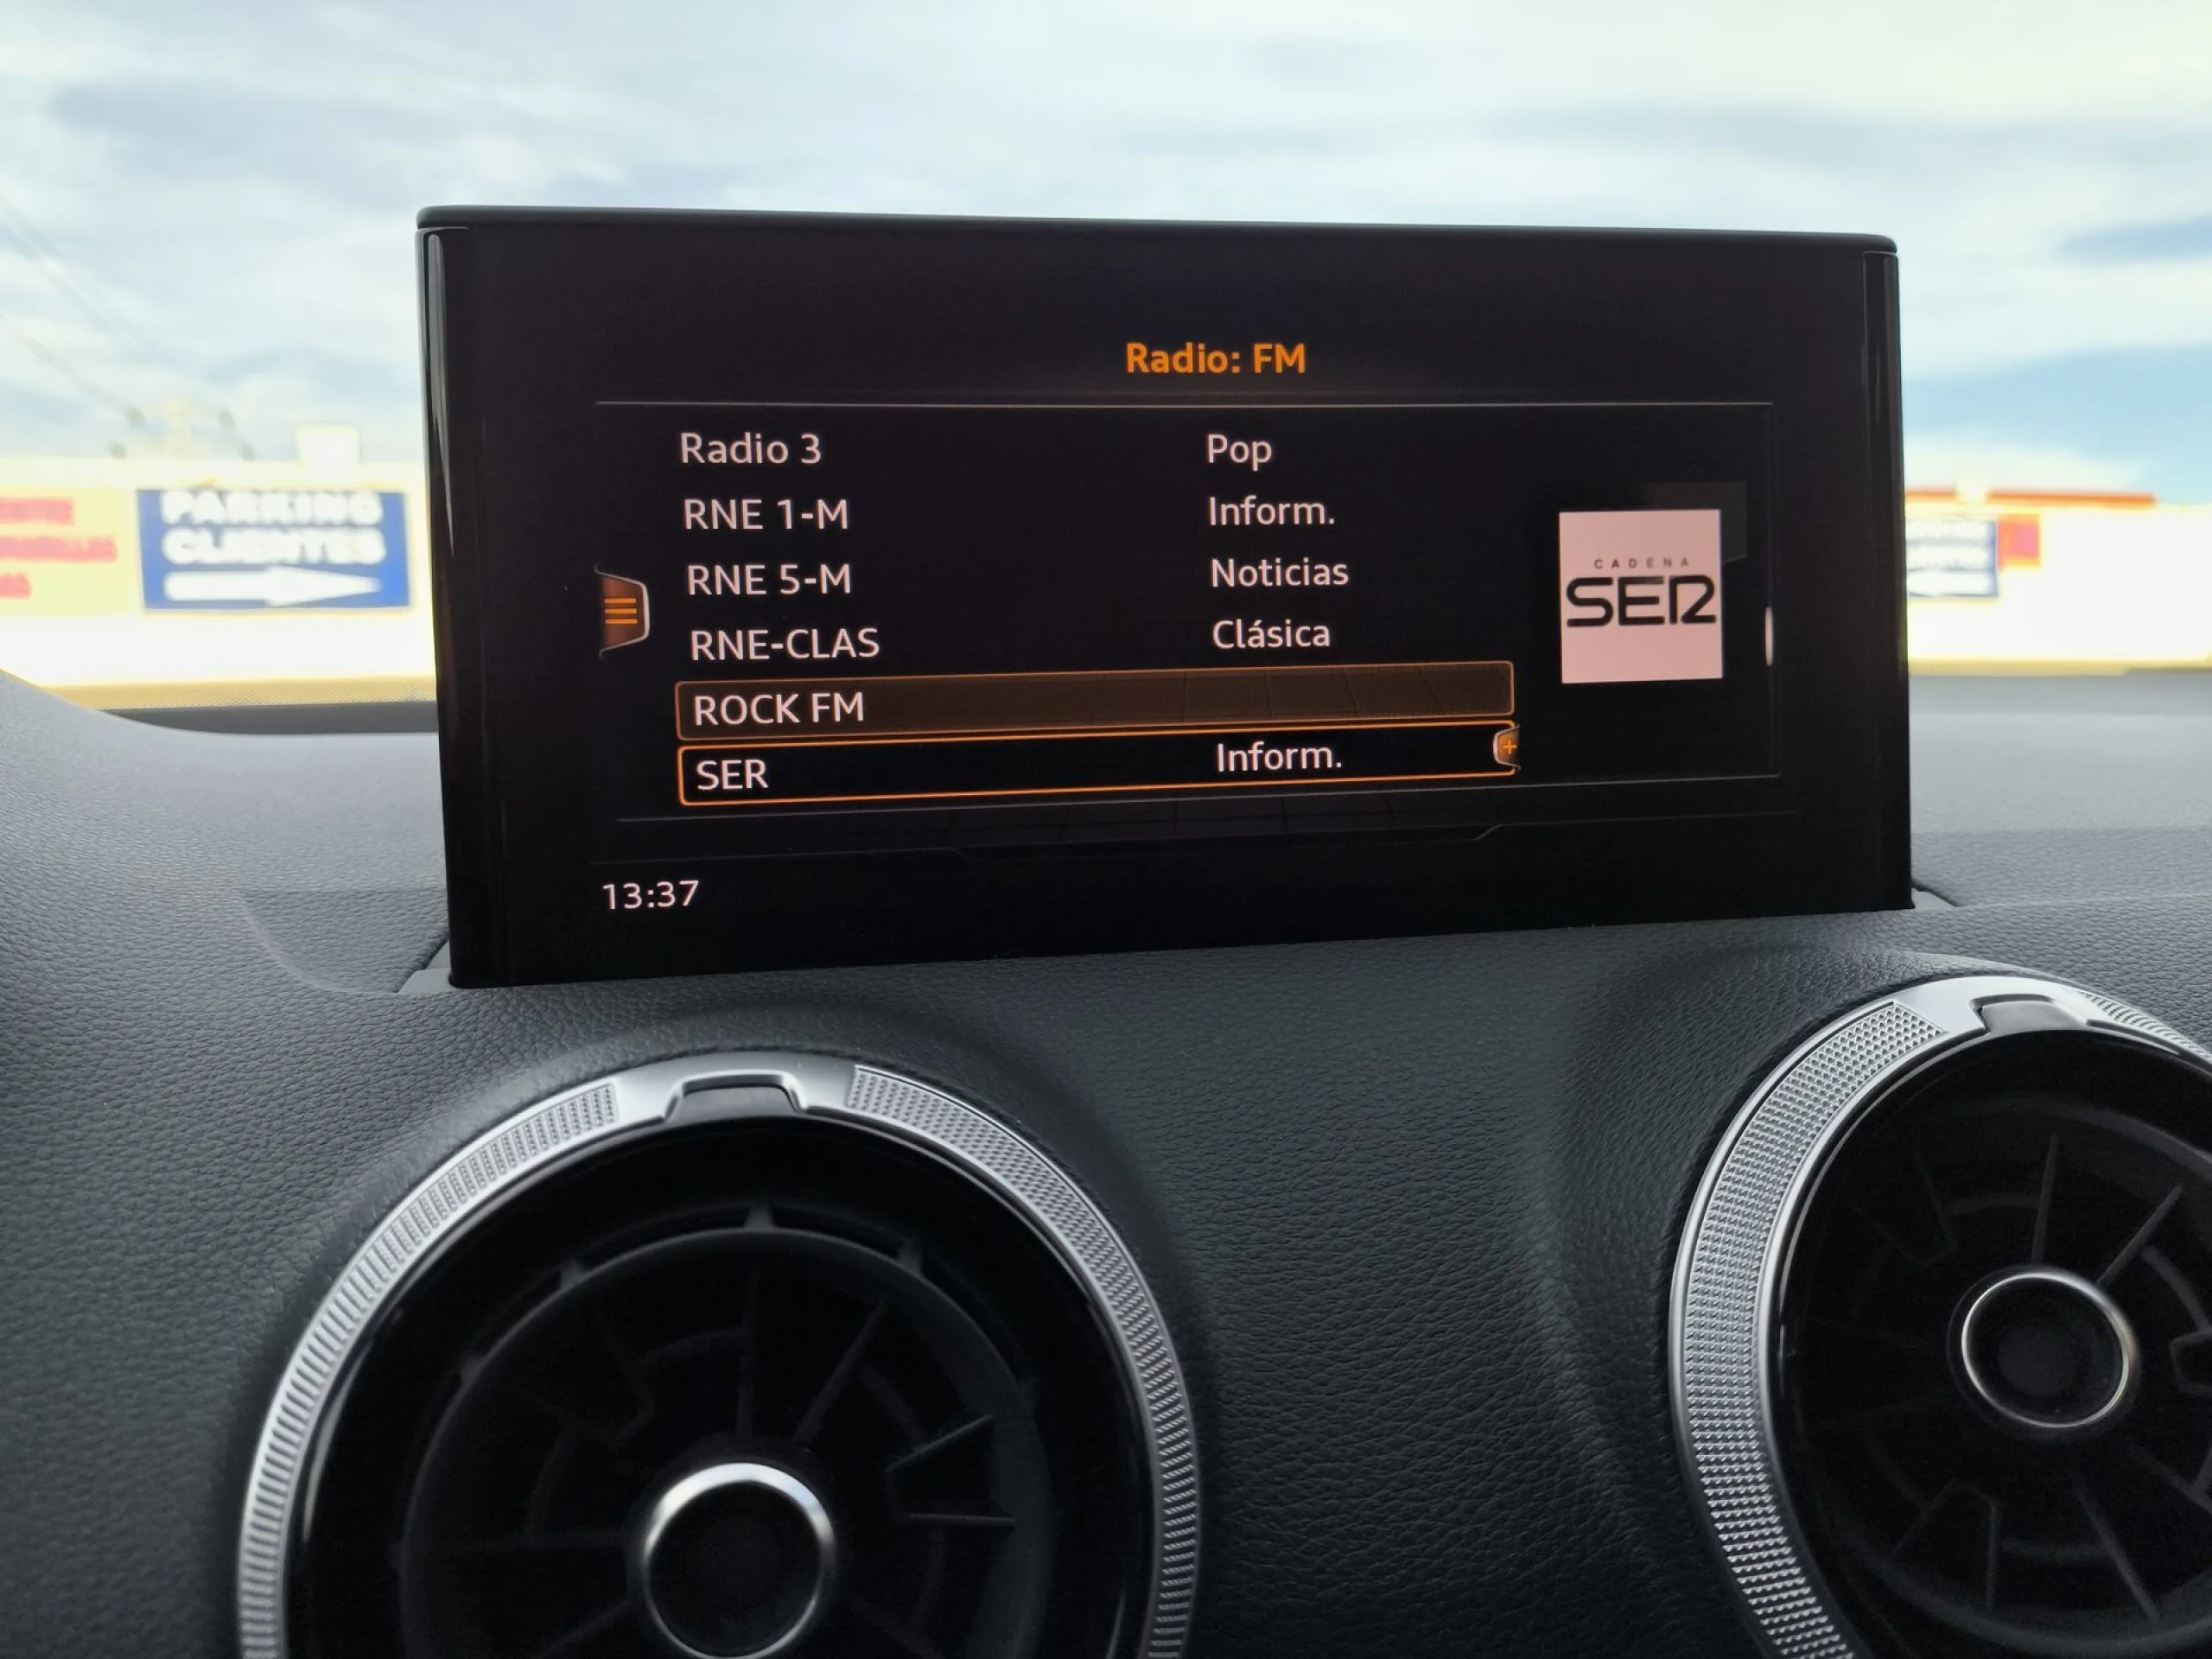 Radio: FM
Radio 3 Pop
RNE 1-M Inform.
RNE 5-M Noticias
RNE-CLAS Clásica
ROCK FM
SER Inform.
CADENA
SER
13:37
PARKING
CLIENTES